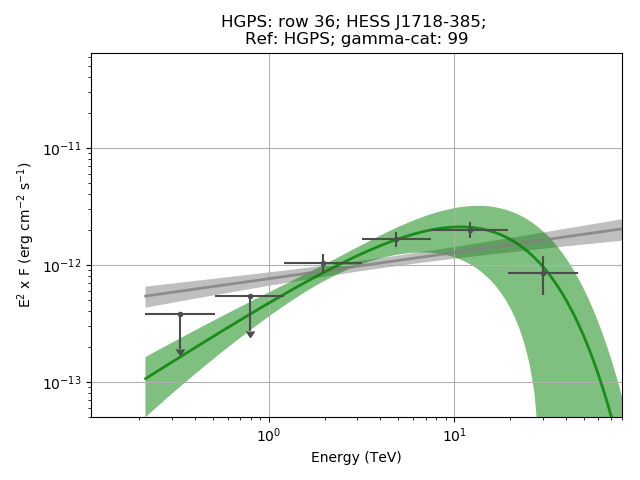 HGPS: row 36; HESS J1718-385;
Ref: HGPS; gamma-cat: 99
E² x F (erg cm⁻² s⁻¹)
10⁻¹¹
10⁻¹²
10⁻¹³
10⁰ 10¹
Energy (TeV)